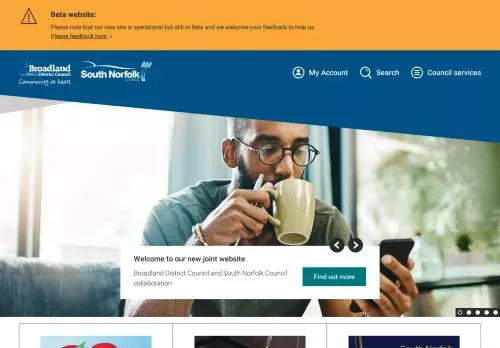 Beta website:
Please note that our new site is operational but still in Beta and we welcome your feedback to help us
Please feedback here. >
Broadland
District Council
Community at heart
South Norfolk
COUNCIL
My Account
Search
Council services
Welcome to our new joint website
Broadland District Council and South Norfolk Council
collaboration
Find out more
South Norfolk